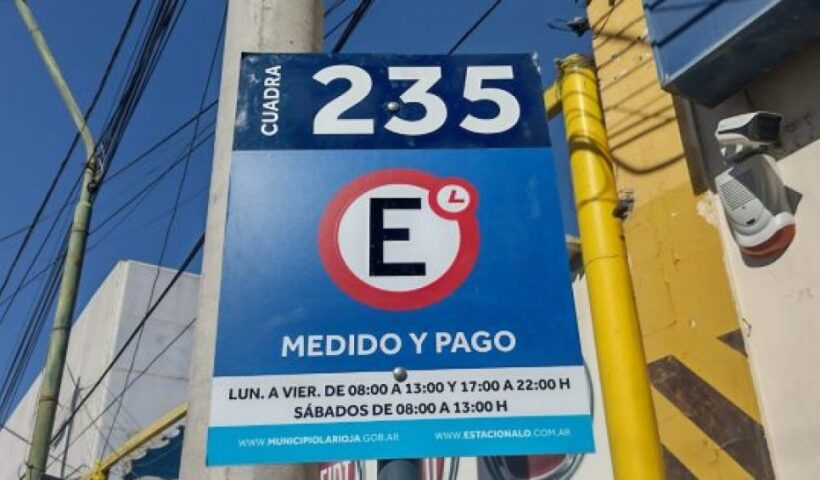 CUADRA 235
E
MEDIDO Y PAGO
LUN. A VIER. DE 08:00 A 13:00 Y 17:00 A 22:00 H
SÁBADOS DE 08:00 A 13:00 H
WWW.MUNICIPIOLARIOJA.GOB.AR WWW.ESTACIONALO.COM.AR
FIAT